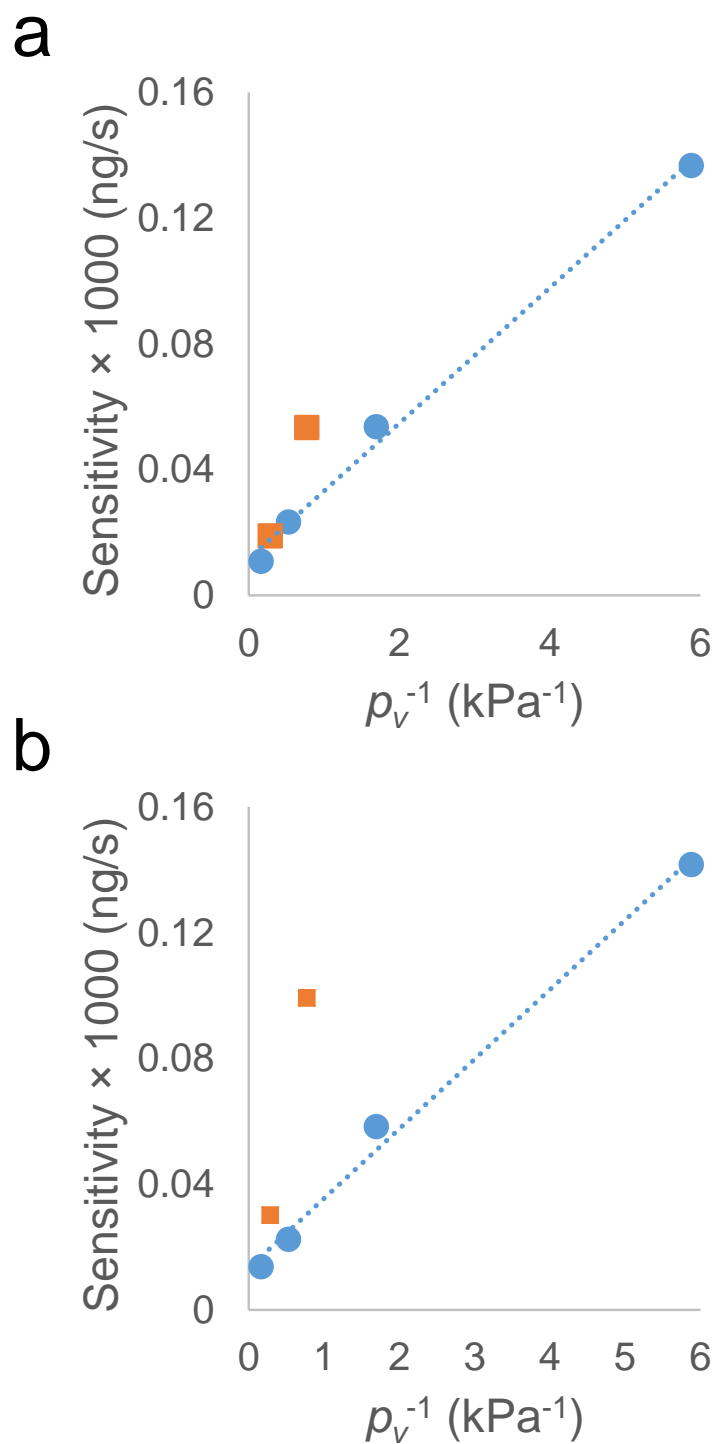 a
Sensitivity × 1000 (ng/s)
0.16
0.12
0.08
0.04
0
0 2 4 6
pᵥ⁻¹ (kPa⁻¹)
b
Sensitivity × 1000 (ng/s)
0.16
0.12
0.08
0.04
0
0 1 2 3 4 5 6
pᵥ⁻¹ (kPa⁻¹)